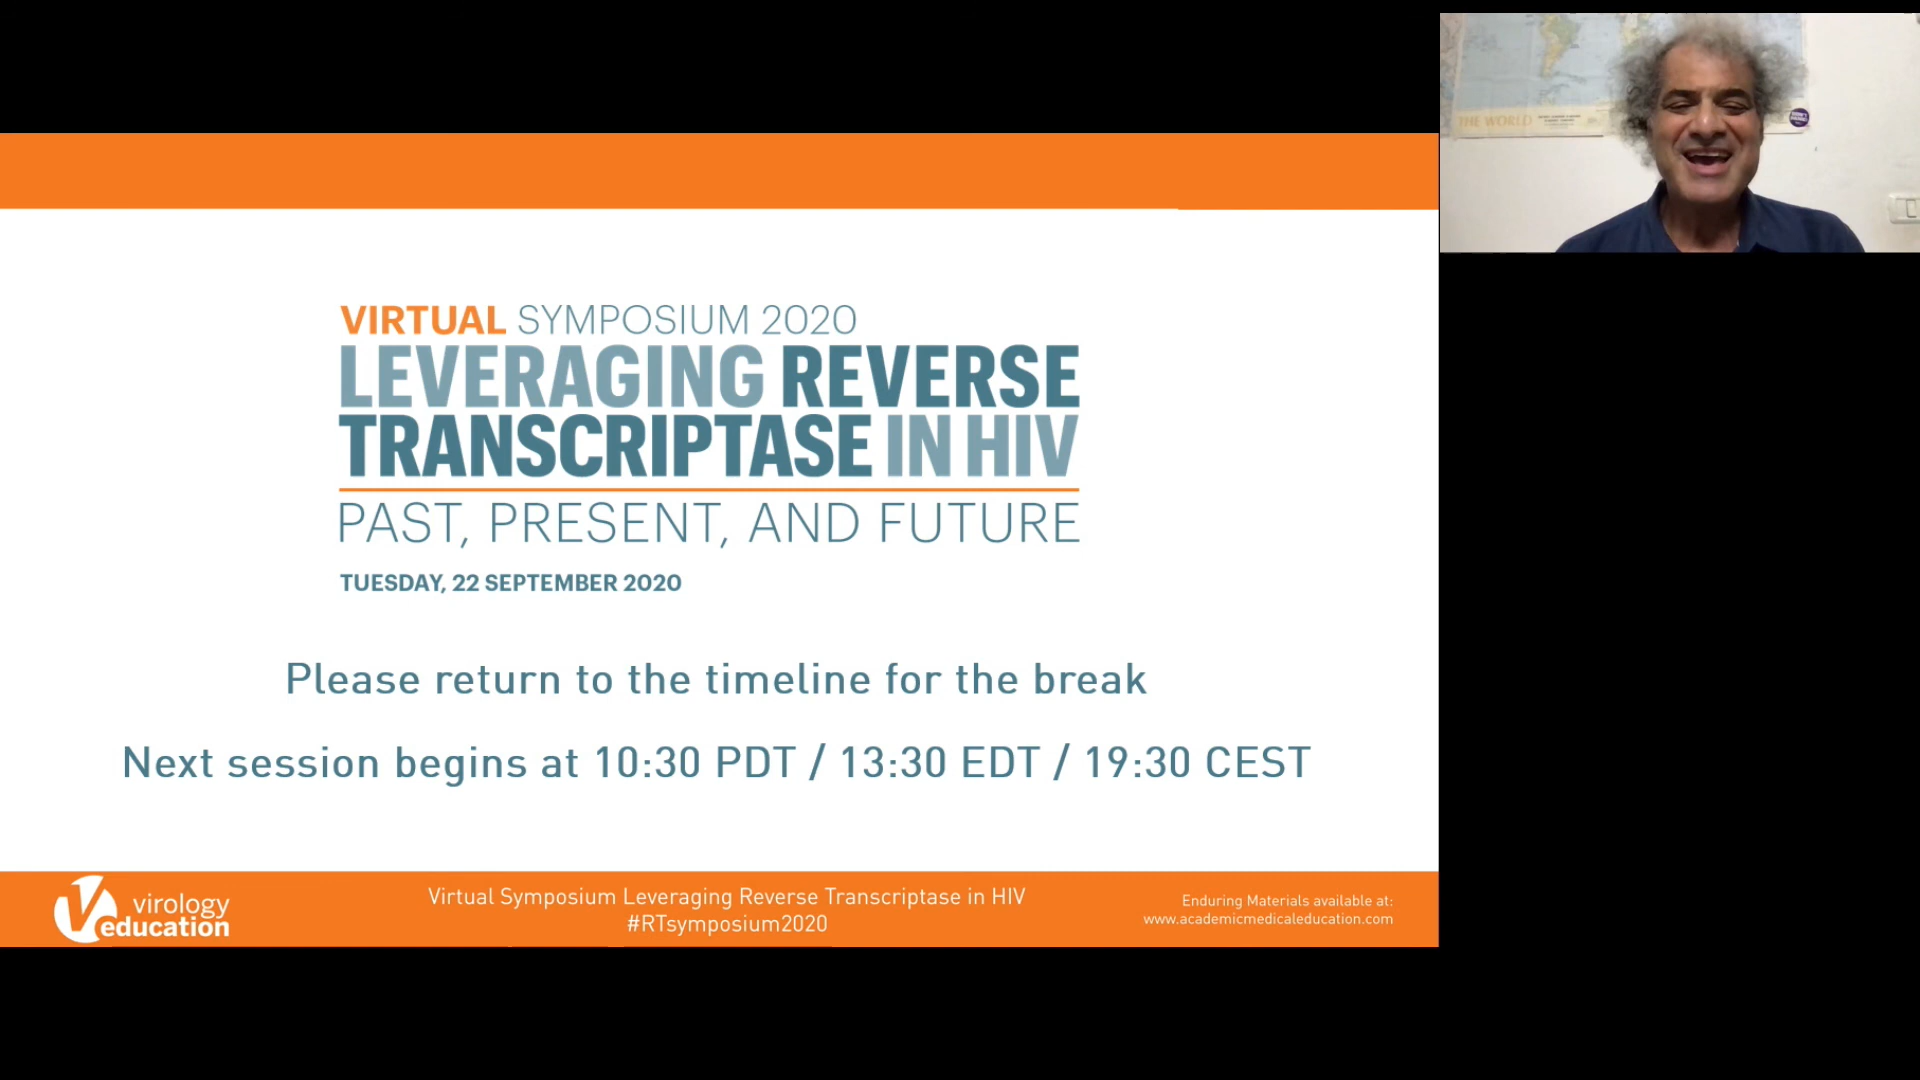 VIRTUAL SYMPOSIUM 2020
LEVERAGING REVERSE
TRANSCRIPTASE IN HIV
PAST, PRESENT, AND FUTURE
TUESDAY, 22 SEPTEMBER 2020
Please return to the timeline for the break
Next session begins at 10:30 PDT / 13:30 EDT / 19:30 CEST
virology
education
Virtual Symposium Leveraging Reverse Transcriptase in HIV
#RTsymposium2020
Enduring Materials available at:
www.academicmedicaleducation.com
THE WORLD